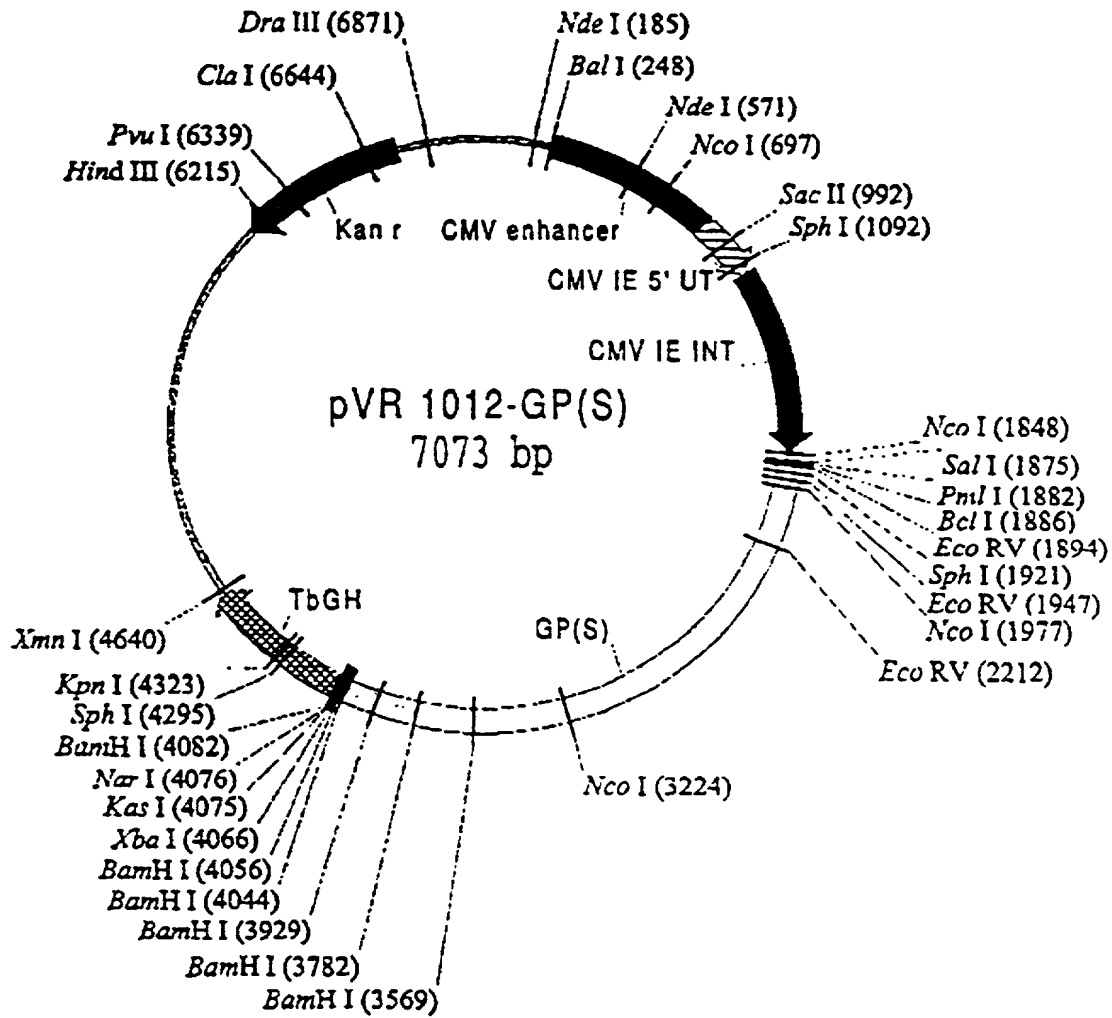 Dra III (6871)
Nde I (185)
Bal I (248)
Cla I (6644)
Nde I (571)
Pvu I (6339)
Nco I (697)
Hind III (6215)
Sac II (992)
Kan r
CMV enhancer
Sph I (1092)
CMV IE 5' UT
CMV IE INT
pVR 1012-GP(S)
7073 bp
Nco I (1848)
Sal I (1875)
Pml I (1882)
Bcl I (1886)
Eco RV (1894)
Sph I (1921)
Eco RV (1947)
Nco I (1977)
TbGH
GP(S)
Xmn I (4640)
Eco RV (2212)
Kpn I (4323)
Sph I (4295)
BamH I (4082)
Nar I (4076)
Nco I (3224)
Kas I (4075)
Xba I (4066)
BamH I (4056)
BamH I (4044)
BamH I (3929)
BamH I (3782)
BamH I (3569)